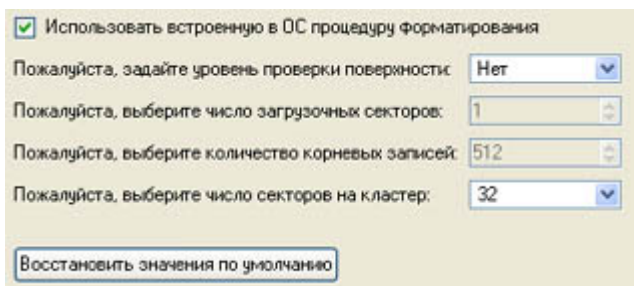 Использовать встроенную в ОС процедуру форматирования
Пожалуйста, задайте уровень проверки поверхности: Нет
Пожалуйста, выберите число загрузочных секторов: 1
Пожалуйста, выберите количество корневых записей: 512
Пожалуйста, выберите число секторов на кластер: 32
Восстановить значения по умолчанию